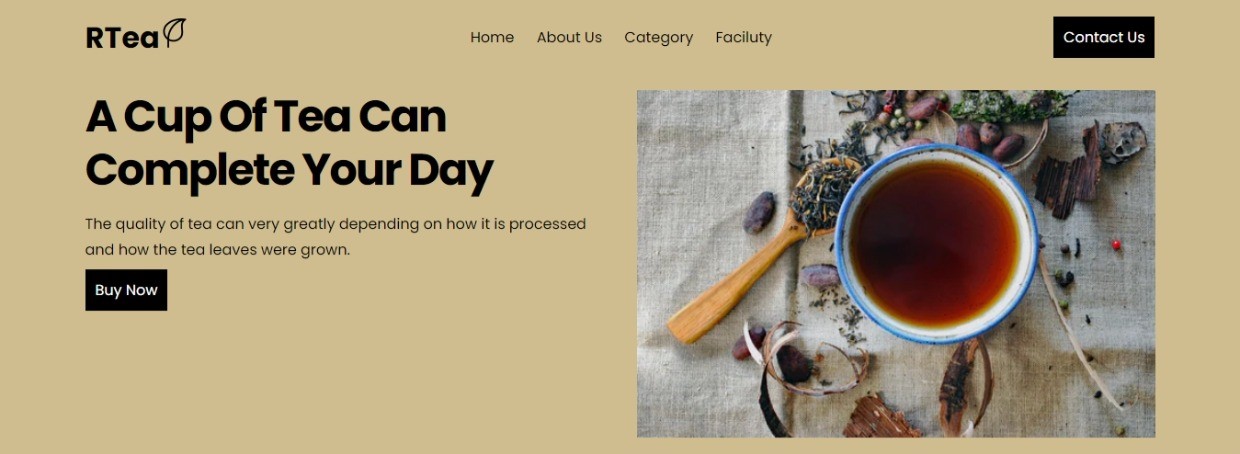 RTea
Home About Us Category Faciluty
Contact Us
A Cup Of Tea Can
Complete Your Day
The quality of tea can very greatly depending on how it is processed
and how the tea leaves were grown.
Buy Now